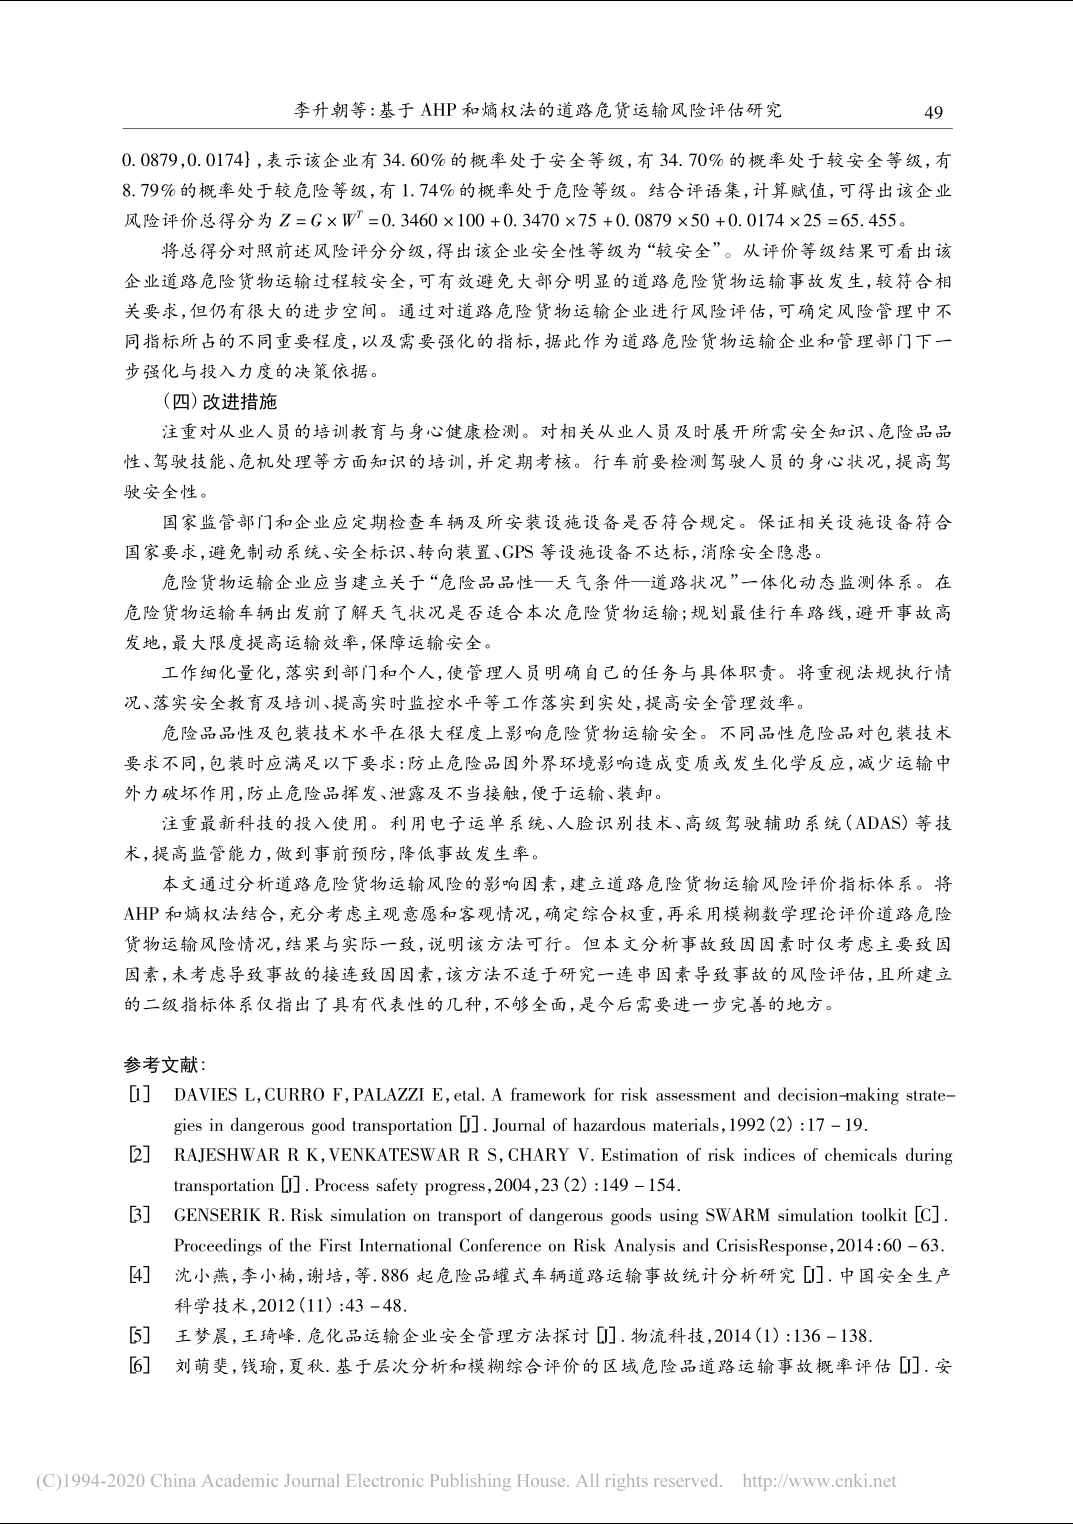 李升朝等:基于 AHP 和熵权法的道路危货运输风险评估研究 49
0. 0879,0. 0174},表示该企业有 34. 60% 的概率处于安全等级,有 34. 70% 的概率处于较安全等级,有
8. 79% 的概率处于较危险等级,有 1. 74% 的概率处于危险等级。结合评语集,计算赋值,可得出该企业
风险评价总得分为 Z = G × W^T = 0. 3460 × 100 + 0. 3470 × 75 + 0. 0879 × 50 + 0. 0174 × 25 = 65. 455。
将总得分对照前述风险评分分级,得出该企业安全性等级为“较安全”。从评价等级结果可看出该
企业道路危险货物运输过程较安全,可有效避免大部分明显的道路危险货物运输事故发生,较符合相
关要求,但仍有很大的进步空间。通过对道路危险货物运输企业进行风险评估,可确定风险管理中不
同指标所占的不同重要程度,以及需要强化的指标,据此作为道路危险货物运输企业和管理部门下一
步强化与投入力度的决策依据。
(四)改进措施
注重对从业人员的培训教育与身心健康检测。对相关从业人员及时展开所需安全知识、危险品品
性、驾驶技能、危机处理等方面知识的培训,并定期考核。行车前要检测驾驶人员的身心状况,提高驾
驶安全性。
国家监管部门和企业应定期检查车辆及所安装设施设备是否符合规定。保证相关设施设备符合
国家要求,避免制动系统、安全标识、转向装置、GPS 等设施设备不达标,消除安全隐患。
危险货物运输企业应当建立关于“危险品品性—天气条件—道路状况”一体化动态监测体系。在
危险货物运输车辆出发前了解天气状况是否适合本次危险货物运输;规划最佳行车路线,避开事故高
发地,最大限度提高运输效率,保障运输安全。
工作细化量化,落实到部门和个人,使管理人员明确自己的任务与具体职责。将重视法规执行情
况、落实安全教育及培训、提高实时监控水平等工作落实到实处,提高安全管理效率。
危险品品性及包装技术水平在很大程度上影响危险货物运输安全。不同品性危险品对包装技术
要求不同,包装时应满足以下要求:防止危险品因外界环境影响造成变质或发生化学反应,减少运输中
外力破坏作用,防止危险品挥发、泄露及不当接触,便于运输、装卸。
注重最新科技的投入使用。利用电子运单系统、人脸识别技术、高级驾驶辅助系统(ADAS)等技
术,提高监管能力,做到事前预防,降低事故发生率。
本文通过分析道路危险货物运输风险的影响因素,建立道路危险货物运输风险评价指标体系。将
AHP 和熵权法结合,充分考虑主观意愿和客观情况,确定综合权重,再采用模糊数学理论评价道路危险
货物运输风险情况,结果与实际一致,说明该方法可行。但本文分析事故致因因素时仅考虑主要致因
因素,未考虑导致事故的接连致因因素,该方法不适于研究一连串因素导致事故的风险评估,且所建立
的二级指标体系仅指出了具有代表性的几种,不够全面,是今后需要进一步完善的地方。
参考文献:
[1] DAVIES L,CURRO F,PALAZZI E,etal. A framework for risk assessment and decision-making strate-
gies in dangerous good transportation [J]. Journal of hazardous materials,1992(2):17 - 19.
[2] RAJESHWAR R K,VENKATESWAR R S,CHARY V. Estimation of risk indices of chemicals during
transportation [J]. Process safety progress,2004,23(2):149 - 154.
[3] GENSERIK R. Risk simulation on transport of dangerous goods using SWARM simulation toolkit [C].
Proceedings of the First International Conference on Risk Analysis and CrisisResponse,2014:60 - 63.
[4] 沈小燕,李小楠,谢培,等. 886 起危险品罐式车辆道路运输事故统计分析研究 [J]. 中国安全生产
科学技术,2012(11):43 - 48.
[5] 王梦晨,王琦峰. 危化品运输企业安全管理方法探讨 [J]. 物流科技,2014(1):136 - 138.
[6] 刘萌斐,钱瑜,夏秋. 基于层次分析和模糊综合评价的区域危险品道路运输事故概率评估 [J]. 安
(C)1994-2020 China Academic Journal Electronic Publishing House. All rights reserved. http://www.cnki.net